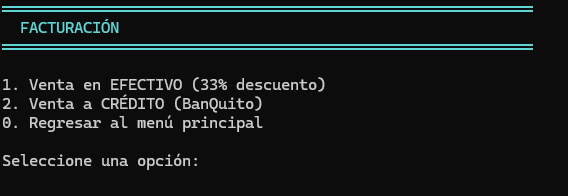 FACTURACIÓN
1. Venta en EFECTIVO (33% descuento)
2. Venta a CRÉDITO (BanQuito)
0. Regresar al menú principal
Seleccione una opción: